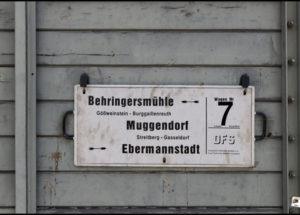 Behringersmühle
Gößweinstein - Burggaillenreuth
Muggendorf
Streitberg - Gasseldorf
Ebermannstadt
Wagen Nr
7
DFS